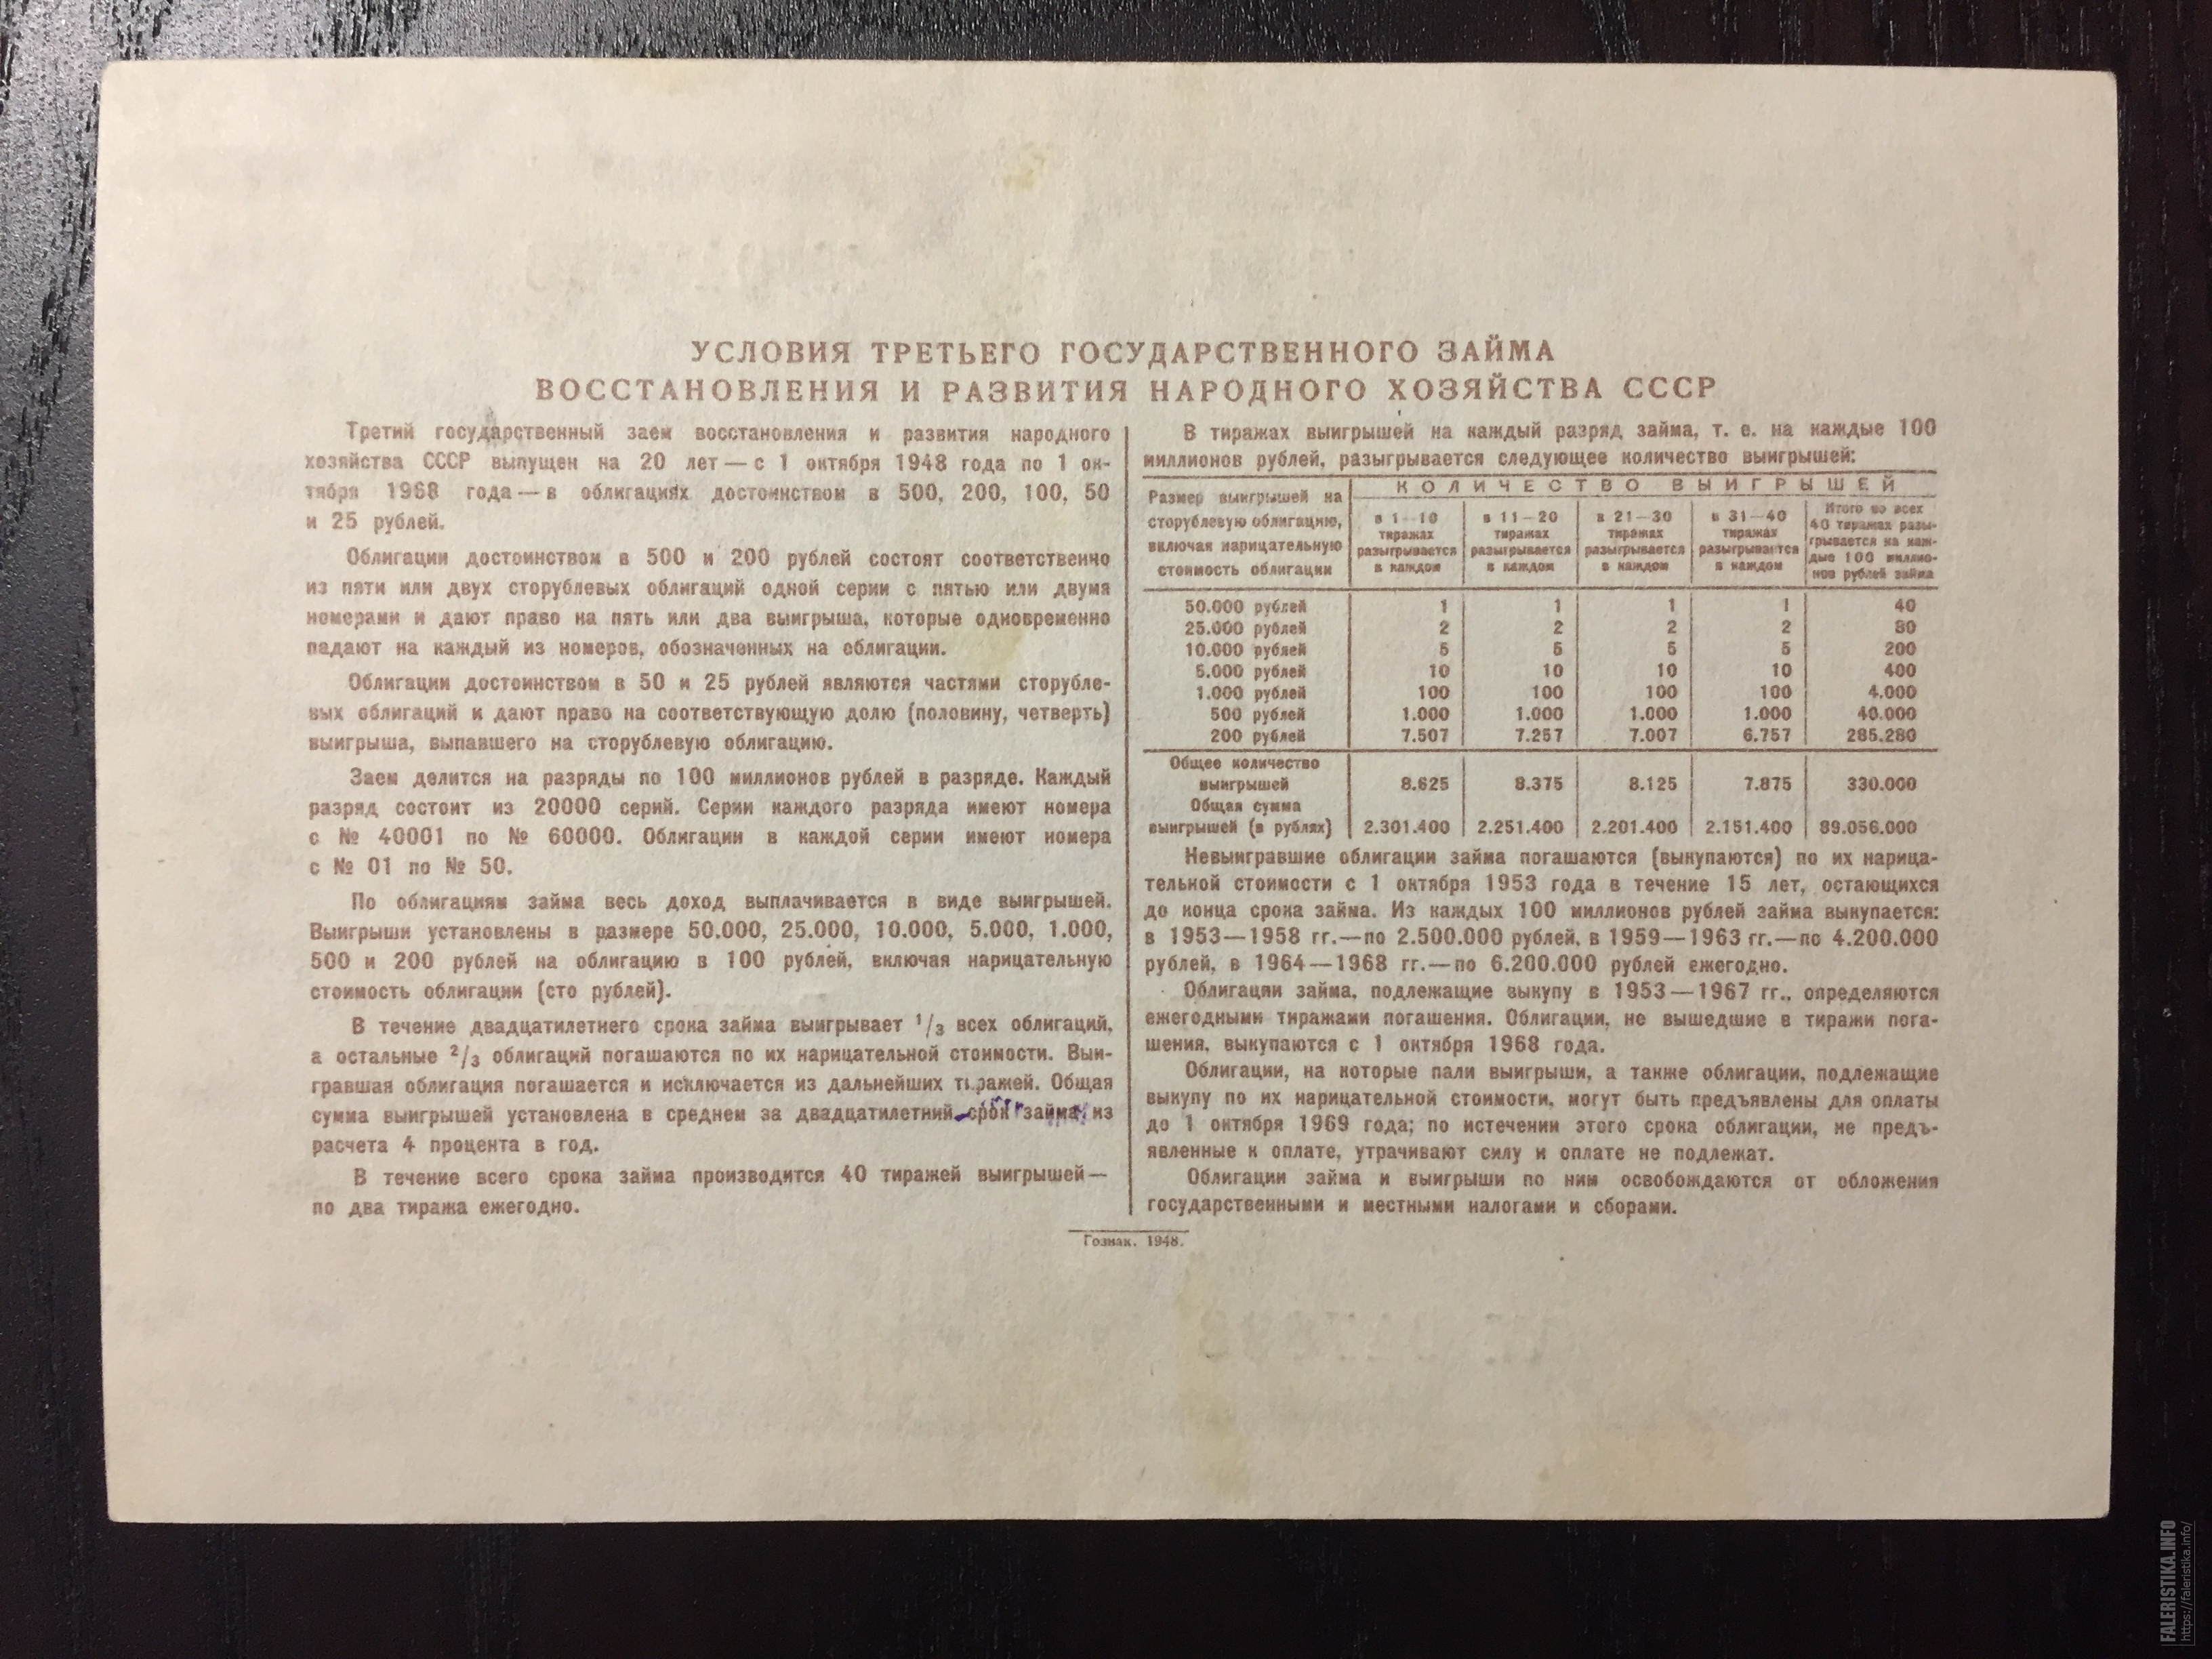 УСЛОВИЯ ТРЕТЬЕГО ГОСУДАРСТВЕННОГО ЗАЙМА
ВОССТАНОВЛЕНИЯ И РАЗВИТИЯ НАРОДНОГО ХОЗЯЙСТВА СССР
Третий государственный заем восстановления и развития народного
хозяйства СССР выпущен на 20 лет — с 1 октября 1948 года по 1 ок-
тября 1968 года — в облигациях достоинством в 500, 200, 100, 50
и 25 рублей.
Облигации достоинством в 500 и 200 рублей состоят соответственно
из пяти или двух сторублевых облигаций одной серии с пятью или двумя
номерами и дают право на пять или два выигрыша, которые одновременно
падают на каждый из номеров, обозначенных на облигации.
Облигации достоинством в 50 и 25 рублей являются частями сторубле-
вых облигаций и дают право на соответствующую долю (половину, четверть)
выигрыша, выпавшего на сторублевую облигацию.
Заем делится на разряды по 100 миллионов рублей в разряде. Каждый
разряд состоит из 20000 серий. Серии каждого разряда имеют номера
с № 40001 по № 60000. Облигации в каждой серии имеют номера
с № 01 по № 50.
По облигациям займа весь доход выплачивается в виде выигрышей.
Выигрыши установлены в размере 50.000, 25.000, 10.000, 5.000, 1.000,
500 и 200 рублей на облигацию в 100 рублей, включая нарицательную
стоимость облигации (сто рублей).
В течение двадцатилетнего срока займа выигрывает 1/3 всех облигаций,
а остальные 2/3 облигаций погашаются по их нарицательной стоимости. Выи-
гравшая облигация погашается и исключается из дальнейших тиражей. Общая
сумма выигрышей установлена в среднем за двадцатилетний срок займа из
расчета 4 процента в год.
В течение всего срока займа производится 40 тиражей выигрышей —
по два тиража ежегодно.
В тиражах выигрышей на каждый разряд займа, т. е. на каждые 100
миллионов рублей, разыгрывается следующее количество выигрышей:
Размер выигрышей на
сторублевую облигацию,
включая нарицательную
стоимость облигации
КОЛИЧЕСТВО ВЫИГРЫШЕЙ
в 1—10
тиражах
разыгрывается
в каждом
в 11—20
тиражах
разыгрывается
в каждом
в 21—30
тиражах
разыгрывается
в каждом
в 31—40
тиражах
разыгрывается
в каждом
Итого во всех
40 тиражах разы-
грывается на каж-
дые 100 миллио-
нов рублей займа
50.000 рублей 1 1 1 1 40
25.000 рублей 2 2 2 2 80
10.000 рублей 5 5 5 5 200
5.000 рублей 10 10 10 10 400
1.000 рублей 100 100 100 100 4.000
500 рублей 1.000 1.000 1.000 1.000 40.000
200 рублей 7.507 7.257 7.007 6.757 285.280
Общее количество
выигрышей 8.625 8.375 8.125 7.875 330.000
Общая сумма
выигрышей (в рублях) 2.301.400 2.251.400 2.201.400 2.151.400 89.056.000
Невыигравшие облигации займа погашаются (выкупаются) по их нарица-
тельной стоимости с 1 октября 1953 года в течение 15 лет, остающихся
до конца срока займа. Из каждых 100 миллионов рублей займа выкупается:
в 1953—1958 гг.—по 2.500.000 рублей, в 1959—1963 гг.—по 4.200.000
рублей, в 1964—1968 гг.—по 6.200.000 рублей ежегодно.
Облигации займа, подлежащие выкупу в 1953—1967 гг., определяются
ежегодными тиражами погашения. Облигации, не вышедшие в тиражи пога-
шения, выкупаются с 1 октября 1968 года.
Облигации, на которые пали выигрыши, а также облигации, подлежащие
выкупу по их нарицательной стоимости, могут быть предъявлены для оплаты
до 1 октября 1969 года; по истечении этого срока облигации, не предъ-
явленные к оплате, утрачивают силу и оплате не подлежат.
Облигации займа и выигрыши по ним освобождаются от обложения
государственными и местными налогами и сборами.
Гознак. 1948.
FALERISTIKA.INFO
https://faleristika.info/